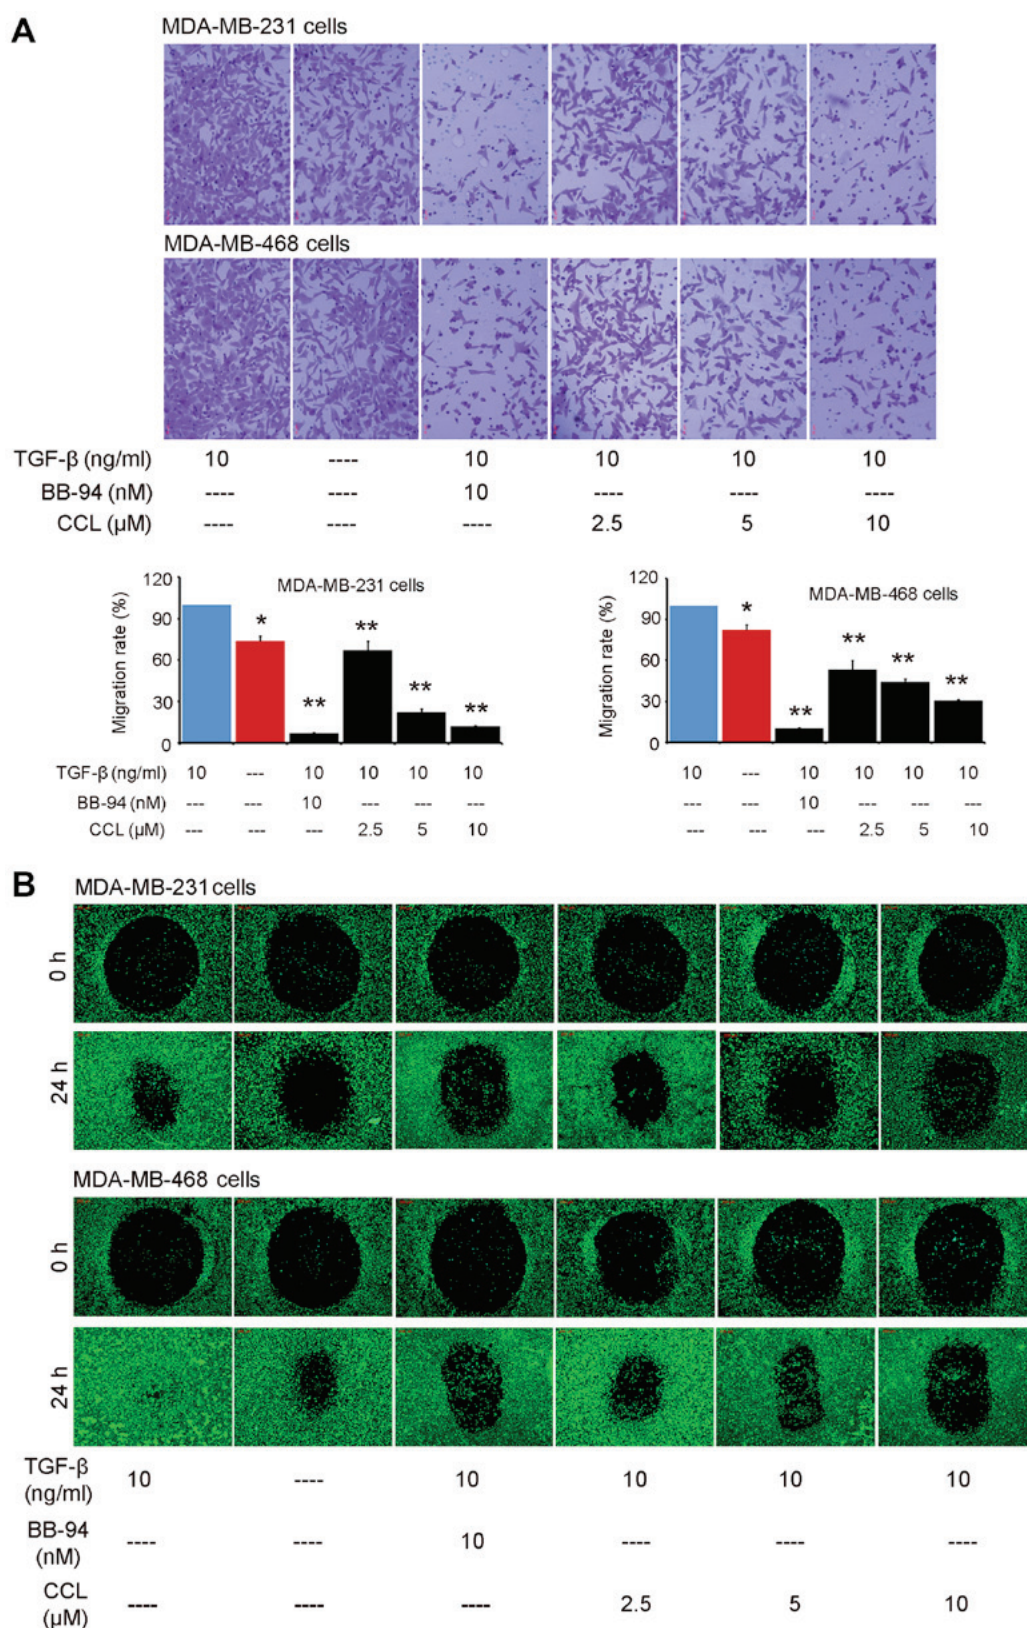 A
MDA-MB-231 cells
MDA-MB-468 cells
TGF-β (ng/ml) 10 ---- 10 10 10 10
BB-94 (nM) ---- ---- 10 ---- ---- ----
CCL (μM) ---- ---- ---- 2.5 5 10
MDA-MB-231 cells
Migration rate (%)
120
90
60
30
0
* ** ** ** **
TGF-β (ng/ml) 10 --- 10 10 10 10
BB-94 (nM) --- --- 10 --- --- ---
CCL (μM) --- --- --- 2.5 5 10
MDA-MB-468 cells
Migration rate (%)
120
90
60
30
0
* ** ** ** **
10 --- 10 10 10 10
--- --- 10 --- --- ---
--- --- --- 2.5 5 10
B
MDA-MB-231 cells
0 h
24 h
MDA-MB-468 cells
0 h
24 h
TGF-β
(ng/ml) 10 ---- 10 10 10 10
BB-94
(nM) ---- ---- 10 ---- ---- ----
CCL
(μM) ---- ---- ---- 2.5 5 10